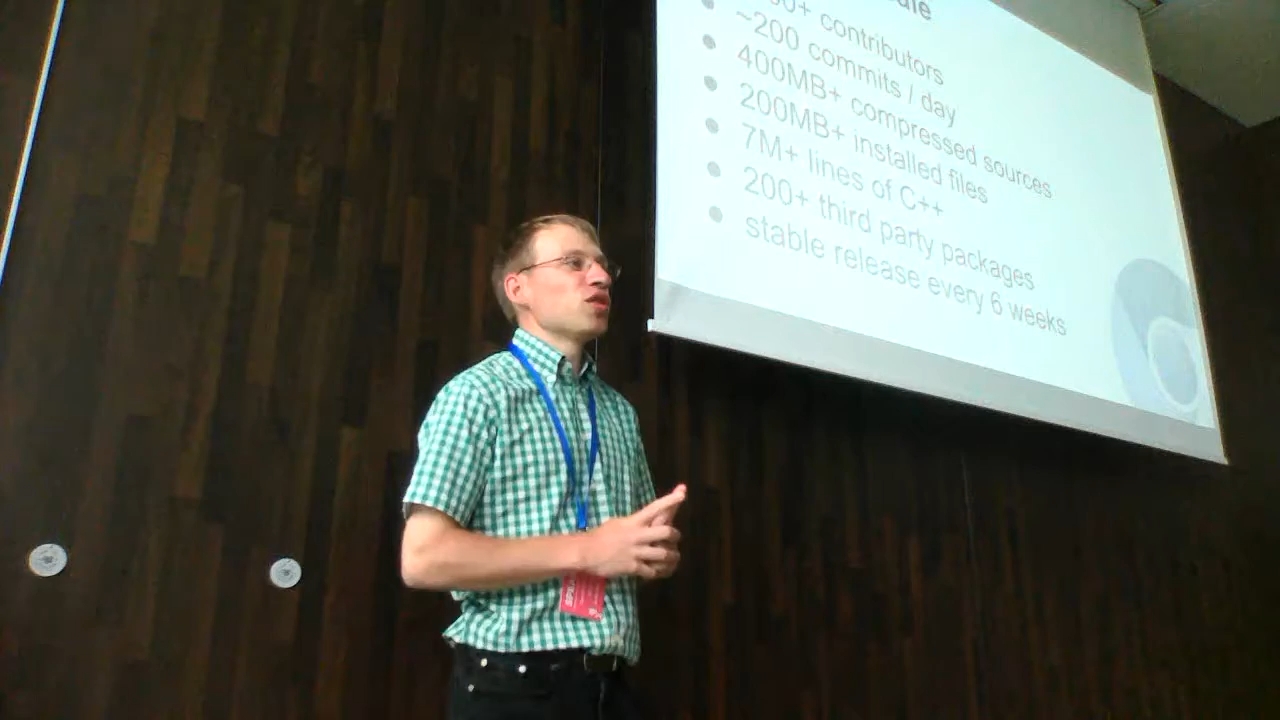 00+ contributors
~200 commits / day
400MB+ compressed sources
200MB+ installed files
7M+ lines of C++
200+ third party packages
stable release every 6 weeks